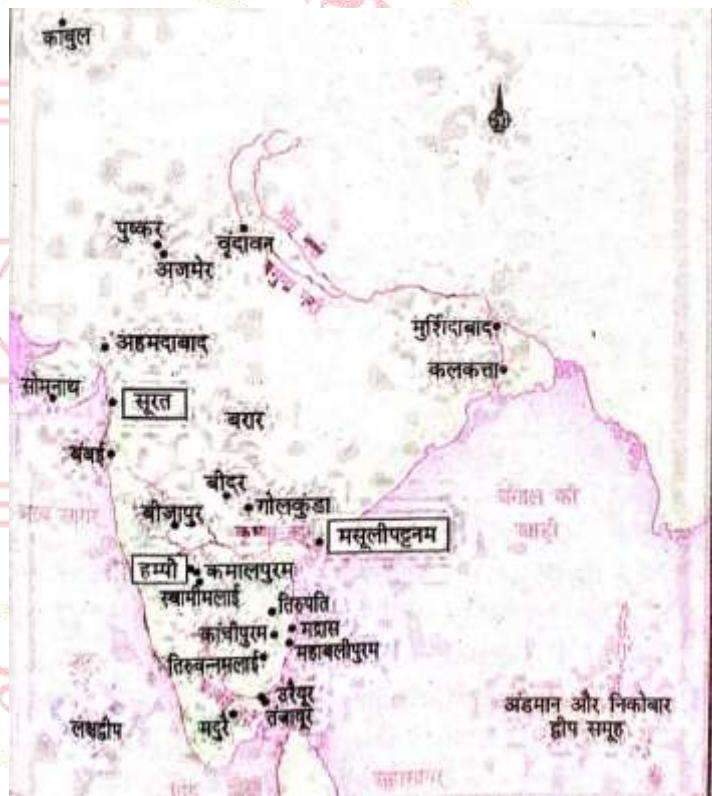 काबुल
पुष्कर
अजमेर
वृंदावन
अहमदाबाद
मुर्शिदाबाद
कलकत्ता
सोमनाथ
सूरत
बरार
बंबई
बीदर
गोलकुंडा
बीजापुर
बंगाल की
खाड़ी
मसूलीपट्टनम
हम्पी
कमालपुरम
स्वामीमलाई
तिरुपति
कांचीपुरम
मद्रास
महाबलीपुरम
तिरुवन्नमलाई
उरैयूर
तंजावूर
मदुरै
लक्षद्वीप
अंडमान और निकोबार
द्वीप समूह